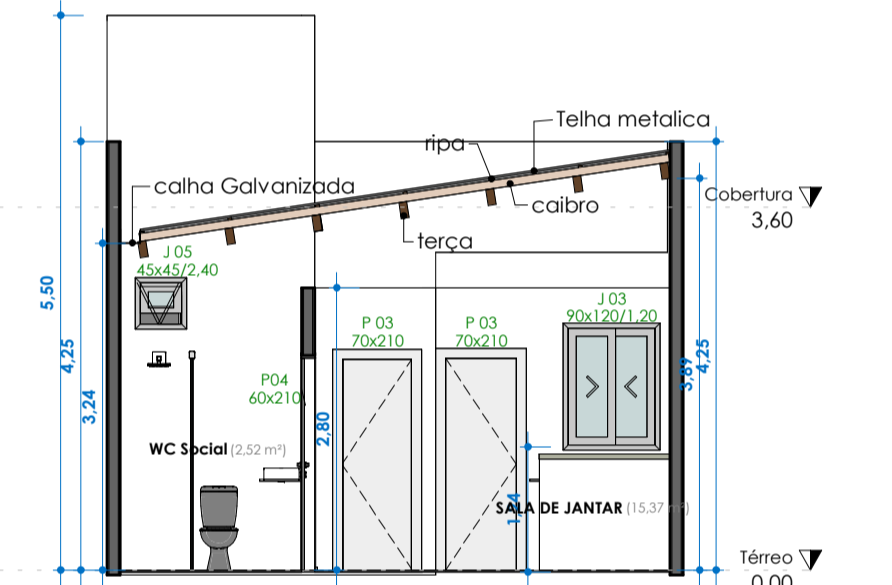 Telha metalica
ripa
calha Galvanizada
Cobertura
3,60
caibro
terça
J 05
45x45/2,40
5,50
J 03
90x120/1,20
P 03
70x210
P 03
70x210
4,25
3,89
4,25
P04
60x210
3,24
2,80
WC Social (2,52 m²)
SALA DE JANTAR (15,37 m²)
Térreo
0,00